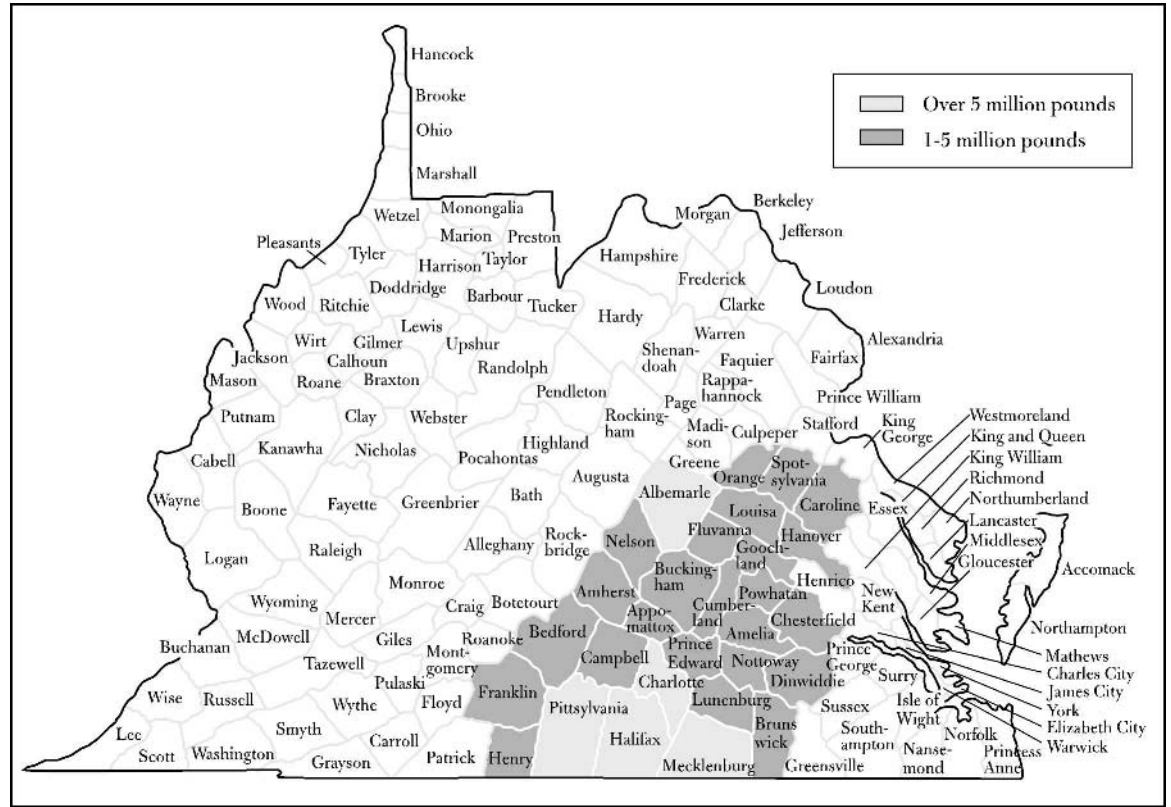 Hancock
Brooke
Ohio
Marshall
Over 5 million pounds
1-5 million pounds
Wetzel
Monongalia
Marion
Preston
Pleasants
Tyler
Harrison
Taylor
Doddridge
Barbour
Tucker
Wood
Ritchie
Lewis
Wirt
Gilmer
Upshur
Calhoun
Jackson
Randolph
Mason
Roane
Braxton
Pendleton
Putnam
Clay
Webster
Kanawha
Nicholas
Highland
Pocahontas
Cabell
Wayne
Boone
Fayette
Greenbrier
Bath
Augusta
Logan
Raleigh
Alleghany
Rock-
bridge
Monroe
Wyoming
Mercer
Craig
Botetourt
McDowell
Giles
Roanoke
Buchanan
Tazewell
Mont-
gomery
Pulaski
Wise
Russell
Wythe
Floyd
Lee
Scott
Washington
Smyth
Grayson
Carroll
Patrick
Morgan
Berkeley
Jefferson
Hampshire
Frederick
Loudon
Clarke
Hardy
Warren
Alexandria
Shenan-
doah
Faquier
Fairfax
Rappa-
hannock
Page
Prince William
Rocking-
ham
Madi-
son
Culpeper
Stafford
King
George
Greene
Orange
Spot-
sylvania
Albemarle
Louisa
Caroline
Essex
Fluvanna
Hanover
Nelson
Gooch-
land
Bucking-
ham
Henrico
Powhatan
New
Kent
Amherst
Appo-
mattox
Cumber-
land
Chesterfield
Amelia
Bedford
Campbell
Prince
Edward
Nottoway
Prince
George
Dinwiddie
Surry
Charlotte
Franklin
Pittsylvania
Lunenburg
Sussex
Isle of
Wight
Halifax
Bruns
wick
South-
ampton
Norfolk
Henry
Mecklenburg
Greensville
Nanse-
mond
Princess
Anne
Westmoreland
King and Queen
King William
Richmond
Northumberland
Lancaster
Middlesex
Gloucester
Accomack
Northampton
Mathews
Charles City
James City
York
Elizabeth City
Warwick